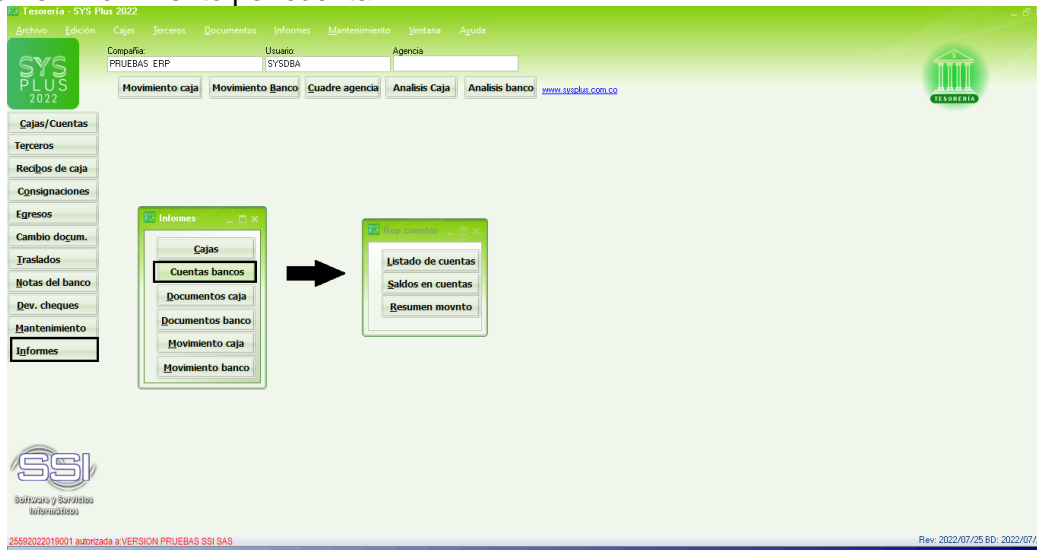 Tesorería - SYS Plus 2022
Archivo Edición Cajas Terceros Documentos Informes Mantenimiento Ventana Ayuda
Compañia: Usuario: Agencia
PRUEBAS ERP SYSDBA
SYS
PLUS
2022
Movimiento caja Movimiento Banco Cuadre agencia Analisis Caja Analisis banco www.sysplus.com.co
TESORERÍA
Cajas/Cuentas
Terceros
Recibos de caja
Consignaciones
Egresos
Cambio docum.
Traslados
Notas del banco
Dev. cheques
Mantenimiento
Informes
Informes
Cajas
Cuentas bancos
Documentos caja
Documentos banco
Movimiento caja
Movimiento banco
Rep cuentas
Listado de cuentas
Saldos en cuentas
Resumen movnto
SSI
Software y Servicios
Informáticos
25592022019001 autorizada a:VERSION PRUEBAS SSI SAS
Rev: 2022/07/25 BD: 2022/07/